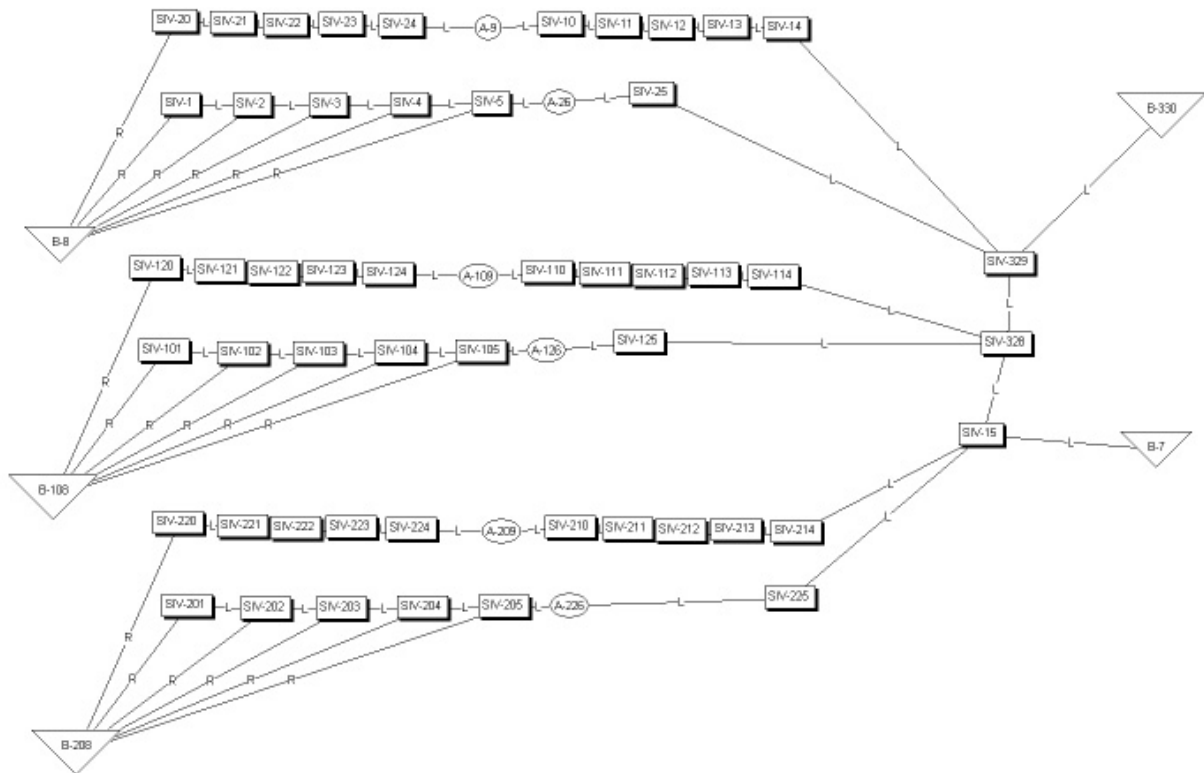 SIV-20 L SIV-21 L SIV-22 L SIV-23 L SIV-24 L A-9 L SIV-10 L SIV-11 L SIV-12 L SIV-13 L SIV-14
SIV-1 L SIV-2 L SIV-3 L SIV-4 L SIV-5 L A-26 L SIV-25
B-330
R L
R R R R R L L
B-8
SIV-120 L SIV-121 SIV-122 SIV-123 SIV-124 L A-109 L SIV-110 SIV-111 SIV-112 SIV-113 SIV-114 SIV-329
L L
SIV-101 L SIV-102 L SIV-103 L SIV-104 L SIV-105 L A-126 L SIV-125 L SIV-328
R L
R R R R R
SIV-15 L B-7
B-108
L
SIV-220 L SIV-221 SIV-222 SIV-223 SIV-224 L A-209 L SIV-210 SIV-211 SIV-212 SIV-213 SIV-214 L
SIV-201 L SIV-202 L SIV-203 L SIV-204 L SIV-205 L A-226 L SIV-225
R
R R R R R
B-208